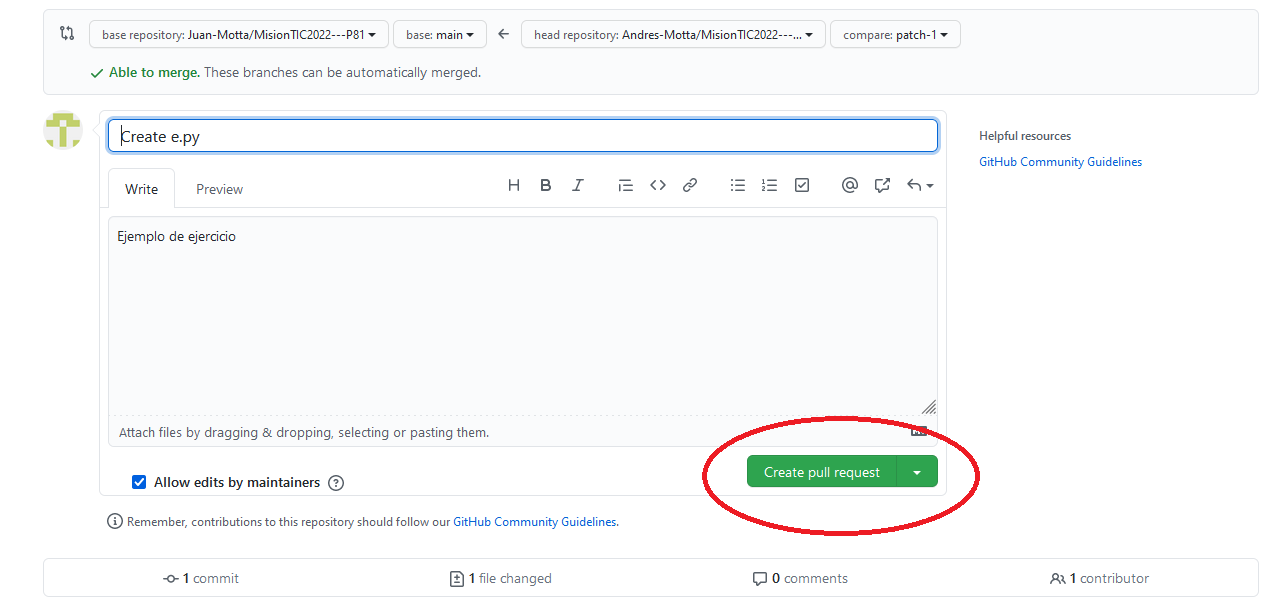 base repository: Juan-Motta/MisionTIC2022---P81 base: main head repository: Andres-Motta/MisionTIC2022---... compare: patch-1
Able to merge. These branches can be automatically merged.
Create e.py
Helpful resources
GitHub Community Guidelines
Write Preview
Ejemplo de ejercicio
Attach files by dragging & dropping, selecting or pasting them.
Create pull request
Allow edits by maintainers
Remember, contributions to this repository should follow our GitHub Community Guidelines.
1 commit 1 file changed 0 comments 1 contributor